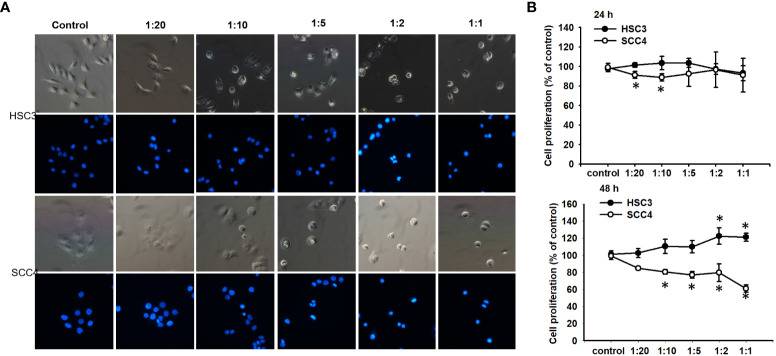 A
Control 1:20 1:10 1:5 1:2 1:1
HSC3
SCC4
B
24 h
HSC3
SCC4
Cell proliferation (% of control)
140
120
100
80
60
40
20
0
* *
control 1:20 1:10 1:5 1:2 1:1
48 h
HSC3
SCC4
Cell proliferation (% of control)
160
140
120
100
80
60
40
20
0
* *
* * * *
control 1:20 1:10 1:5 1:2 1:1